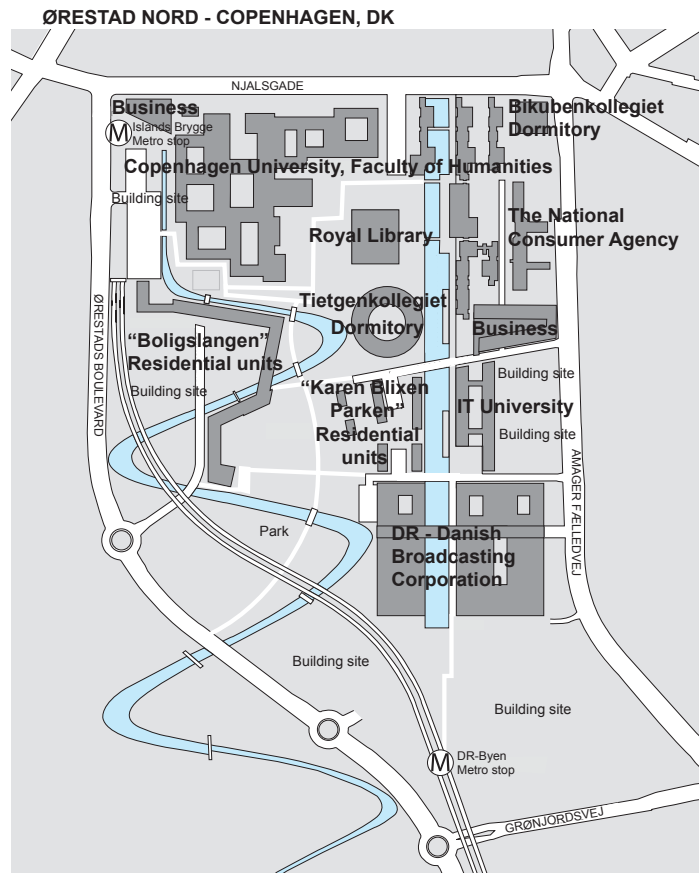 ØRESTAD NORD - COPENHAGEN, DK
NJALSGADE
Business
M
Islands Brygge
Metro stop
Bikubenkollegiet
Dormitory
Copenhagen University, Faculty of Humanities
Building site
The National
Consumer Agency
Royal Library
Tietgenkollegiet
Dormitory
Business
ØRESTADS BOULEVARD
"Boligslangen"
Residential units
Building site
"Karen Blixen
Parken"
Residential
units
Building site
IT University
Building site
AMAGER FÆLLEDVEJ
Park
DR - Danish
Broadcasting
Corporation
Building site
Building site
M
DR-Byen
Metro stop
GRØNJORDSVEJ